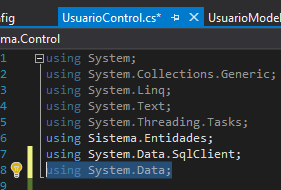 nfig
UsuarioControl.cs*
UsuarioModel
ma.Control
1 using System;
2 using System.Collections.Generic;
3 using System.Linq;
4 using System.Text;
5 using System.Threading.Tasks;
6 using Sistema.Entidades;
7 using System.Data.SqlClient;
8 using System.Data;